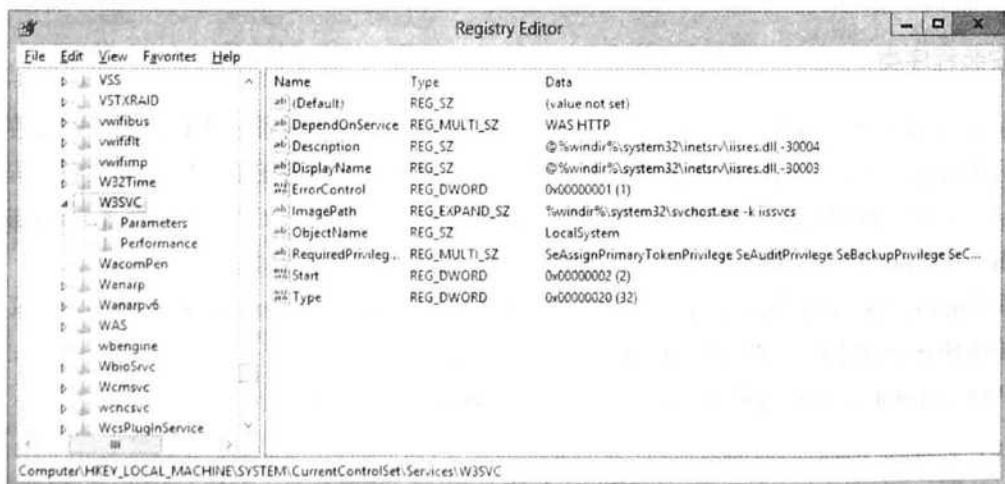 Registry Editor
File Edit View Favorites Help
VSS
VSTXRAID
vwifibus
vwififlt
vwifimp
W32Time
W3SVC
Parameters
Performance
WacomPen
Wanarp
Wanarpv6
WAS
wbengine
WbioSrvc
Wcmsvc
wcncsvc
WcsPlugInService
Name Type Data
(Default) REG_SZ (value not set)
DependOnService REG_MULTI_SZ WAS HTTP
Description REG_SZ @%windir%\system32\inetsrv\iisres.dll,-30004
DisplayName REG_SZ @%windir%\system32\inetsrv\iisres.dll,-30003
ErrorControl REG_DWORD 0x00000001 (1)
ImagePath REG_EXPAND_SZ %windir%\system32\svchost.exe -k iissvcs
ObjectName REG_SZ LocalSystem
RequiredPrivileg... REG_MULTI_SZ SeAssignPrimaryTokenPrivilege SeAuditPrivilege SeBackupPrivilege SeC...
Start REG_DWORD 0x00000002 (2)
Type REG_DWORD 0x00000020 (32)
Computer\HKEY_LOCAL_MACHINE\SYSTEM\CurrentControlSet\Services\W3SVC